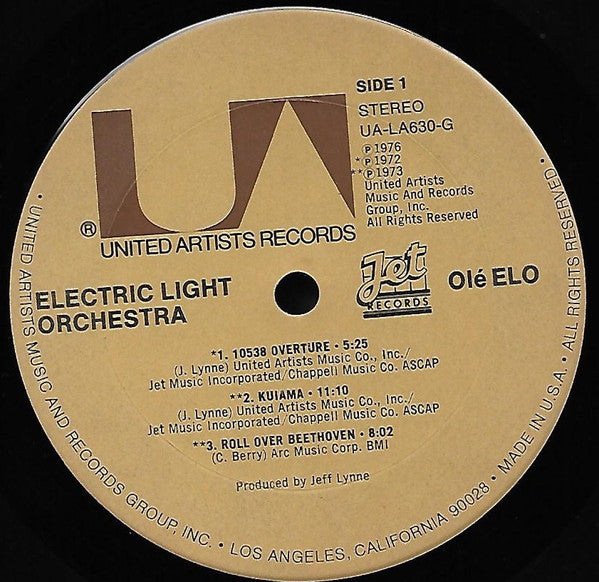 SIDE 1
STEREO
UA-LA630-G
℗1976
*℗1972
**℗1973
United Artists
Music And Records
Group, Inc.
All Rights Reserved
UA
®
UNITED ARTISTS RECORDS
ELECTRIC LIGHT
ORCHESTRA
Jet
RECORDS
Olé ELO
*1. 10538 OVERTURE • 5:25
(J. Lynne) United Artists Music Co., Inc./
Jet Music Incorporated/Chappell Music Co. ASCAP
**2. KUIAMA • 11:10
(J. Lynne) United Artists Music Co., Inc./
Jet Music Incorporated/Chappell Music Co. ASCAP
**3. ROLL OVER BEETHOVEN • 8:02
(C. Berry) Arc Music Corp. BMI
Produced by Jeff Lynne
• UNITED ARTISTS MUSIC AND RECORDS GROUP, INC. • LOS ANGELES, CALIFORNIA 90028 • MADE IN U.S.A. • ALL RIGHTS RESERVED •